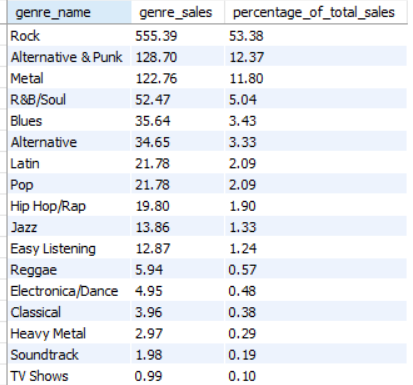 genre_name genre_sales percentage_of_total_sales
Rock 555.39 53.38
Alternative & Punk 128.70 12.37
Metal 122.76 11.80
R&B/Soul 52.47 5.04
Blues 35.64 3.43
Alternative 34.65 3.33
Latin 21.78 2.09
Pop 21.78 2.09
Hip Hop/Rap 19.80 1.90
Jazz 13.86 1.33
Easy Listening 12.87 1.24
Reggae 5.94 0.57
Electronica/Dance 4.95 0.48
Classical 3.96 0.38
Heavy Metal 2.97 0.29
Soundtrack 1.98 0.19
TV Shows 0.99 0.10